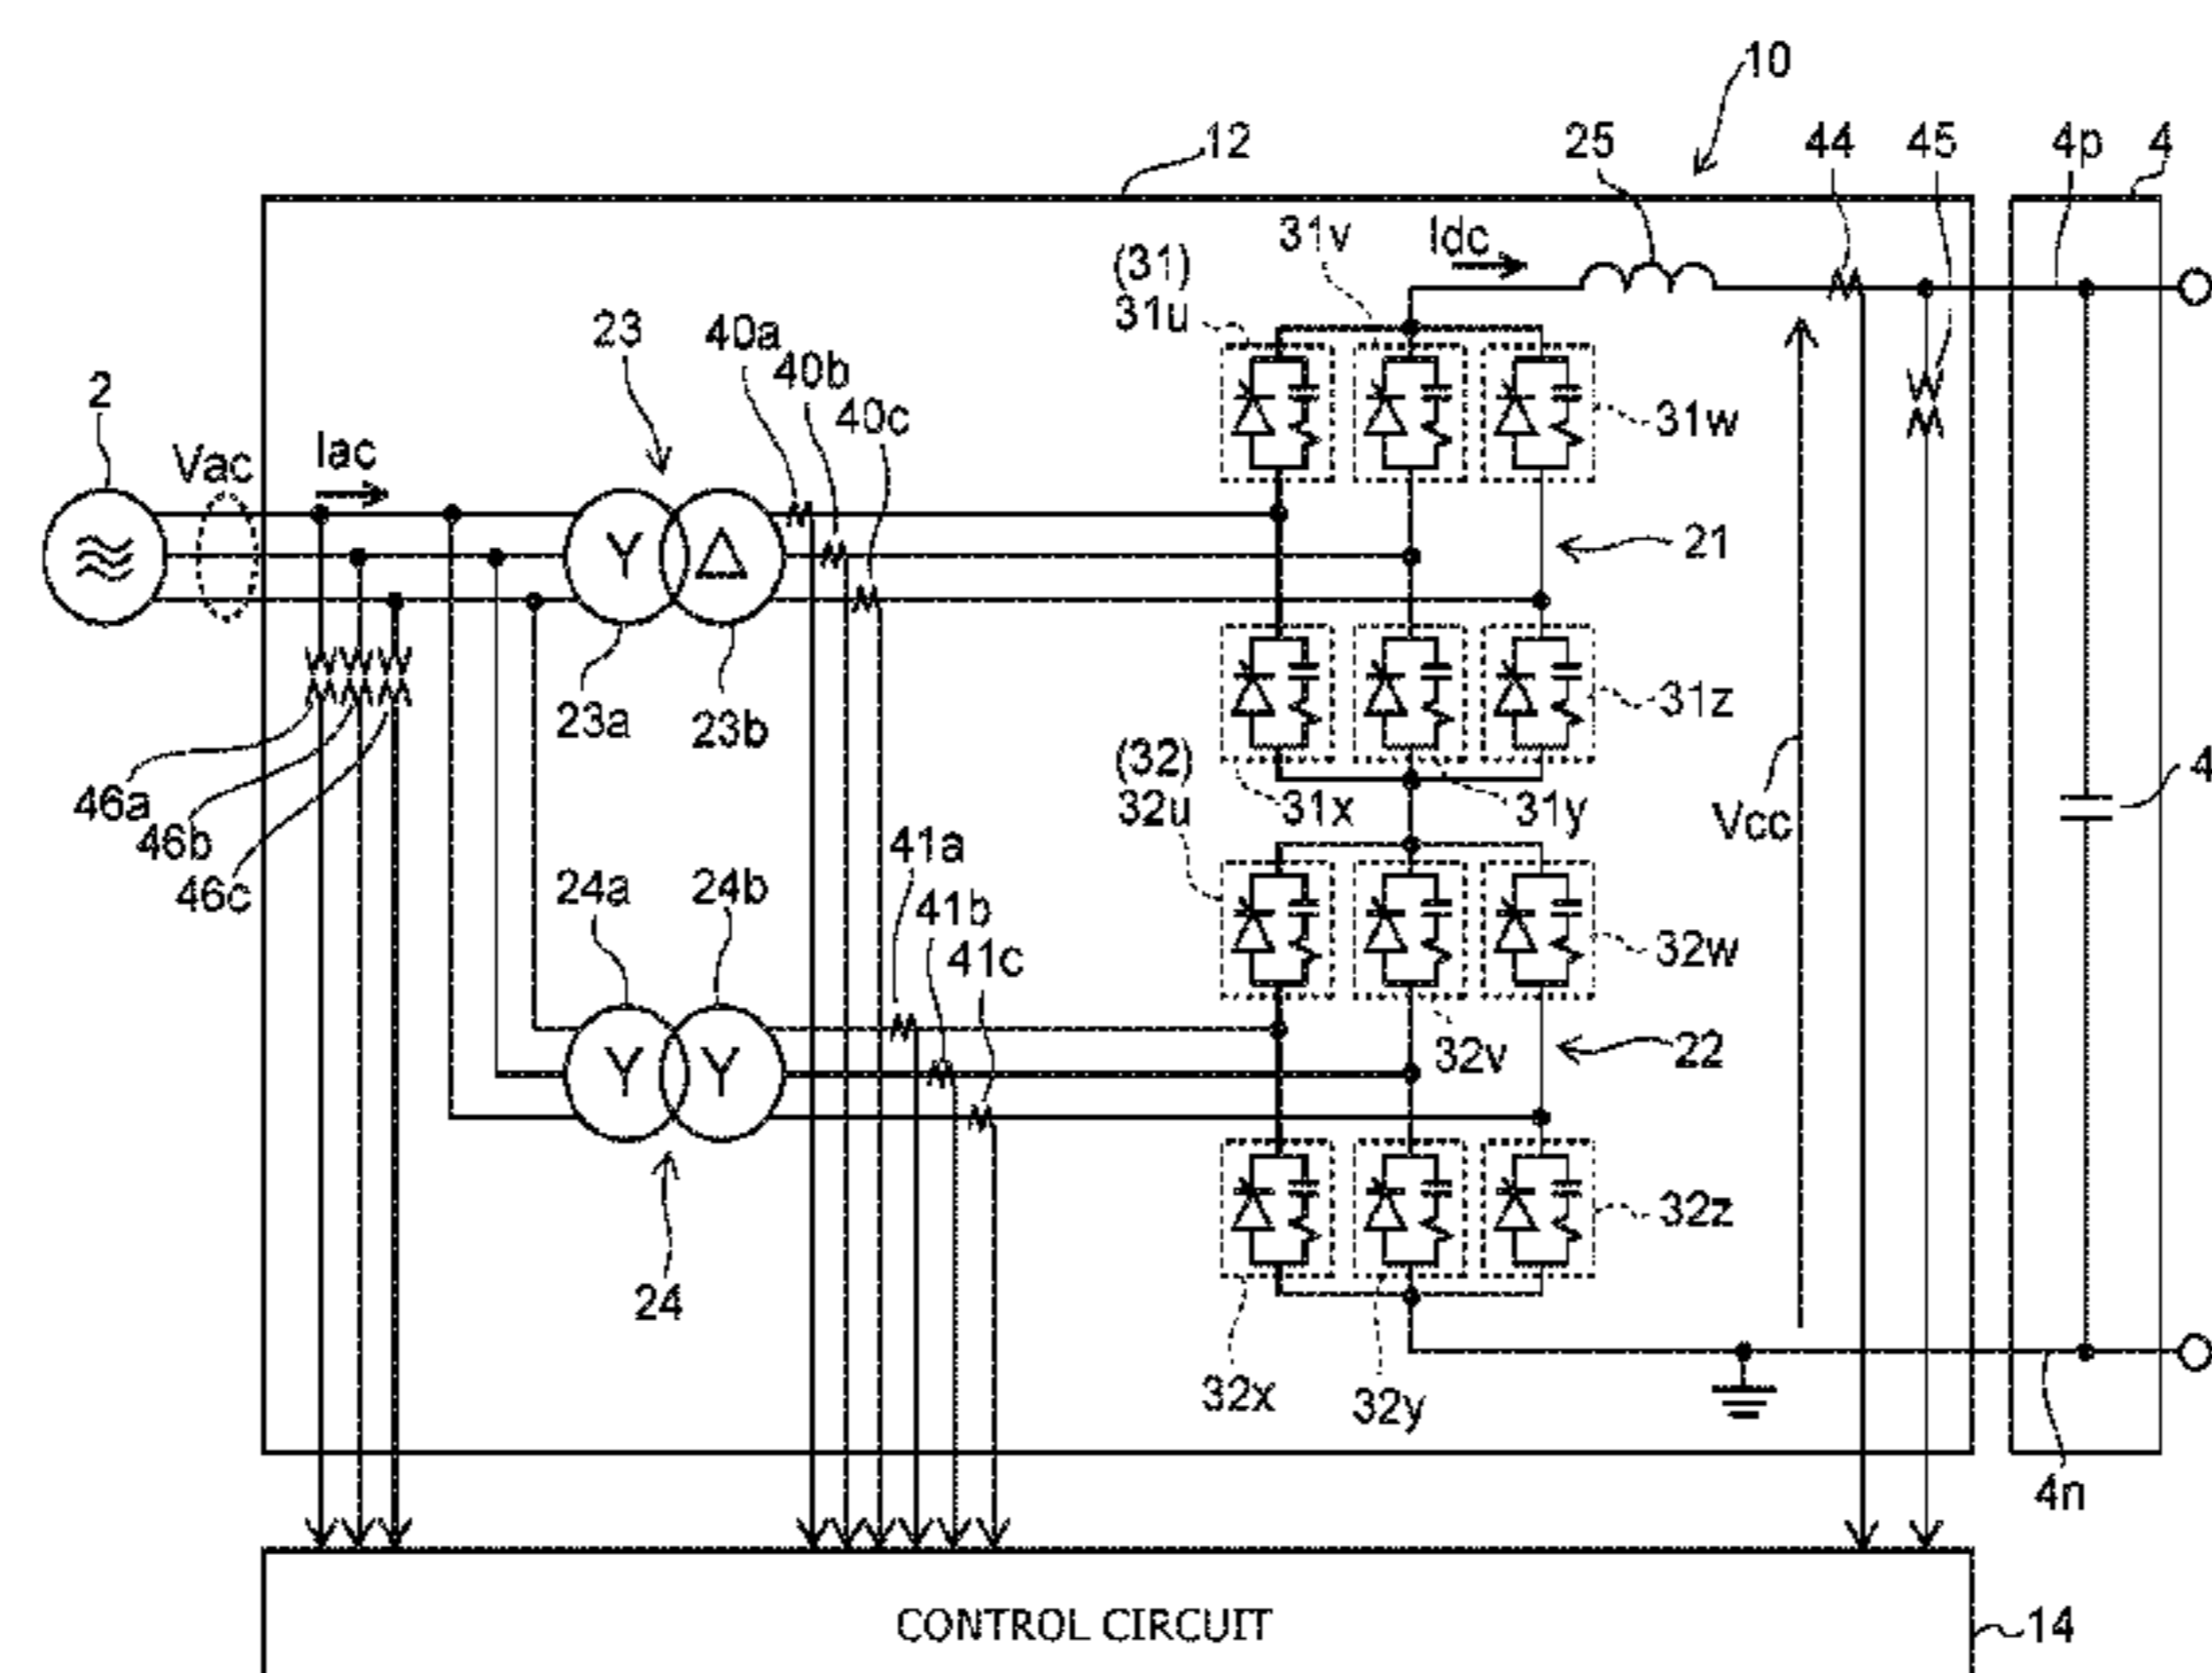 10
12
25
44
45
4p
4
(31)
31u
31v
Idc
23
40a
40b
40c
2
Vac
Iac
31w
Y
Δ
21
23a
23b
31z
46a
46b
46c
(32)
32u
31x
31y
Vcc
4
24a
24b
41a
41b
41c
32w
Y
Y
32v
22
24
32z
32x
32y
4n
CONTROL CIRCUIT
14